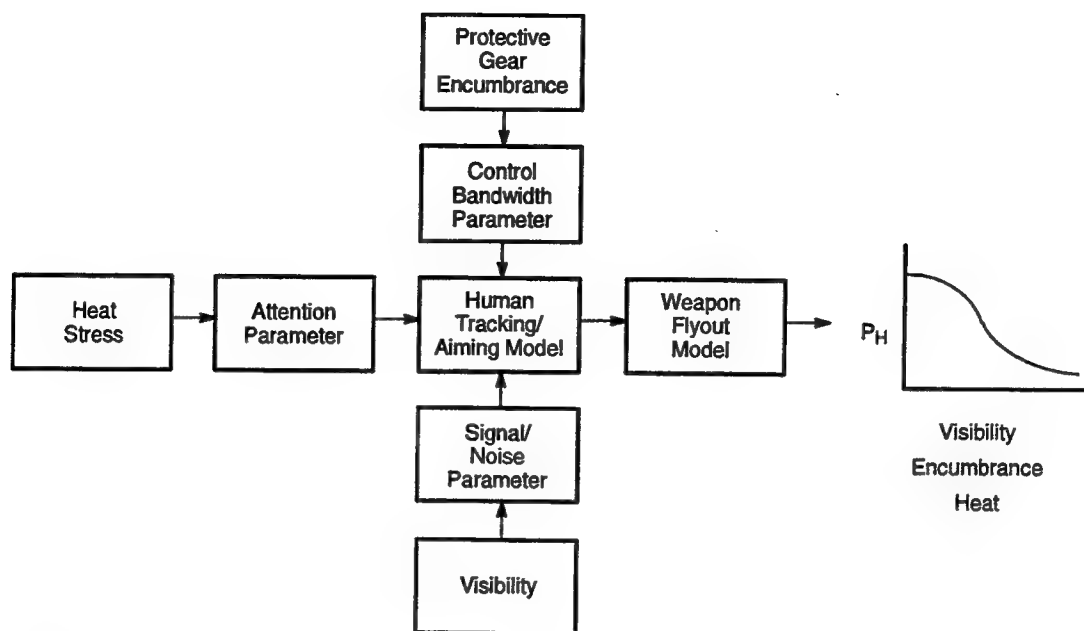 Protective
Gear
Encumbrance
Control
Bandwidth
Parameter
Heat
Stress
Attention
Parameter
Human
Tracking/
Aiming Model
Weapon
Flyout
Model
PH
Signal/
Noise
Parameter
Visibility
Visibility
Encumbrance
Heat